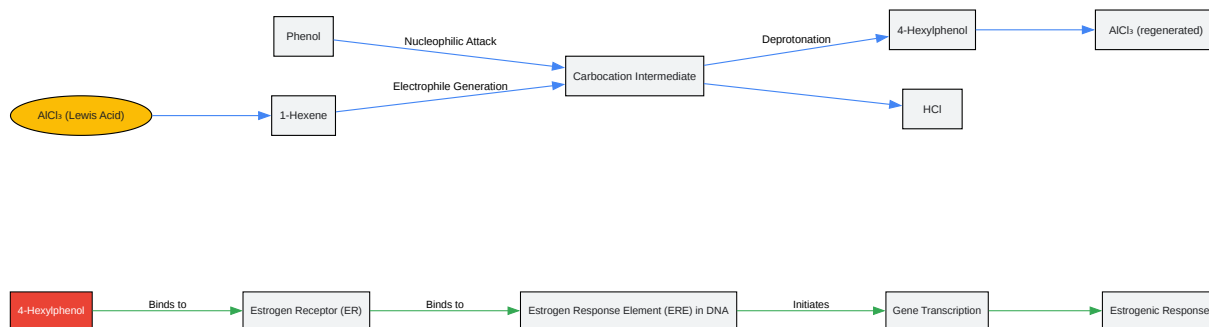 Phenol
Nucleophilic Attack
4-Hexylphenol
AlCl₃ (regenerated)
Deprotonation
Carbocation Intermediate
Electrophile Generation
AlCl₃ (Lewis Acid)
1-Hexene
HCl
4-Hexylphenol
Binds to
Estrogen Receptor (ER)
Binds to
Estrogen Response Element (ERE) in DNA
Initiates
Gene Transcription
Estrogenic Response